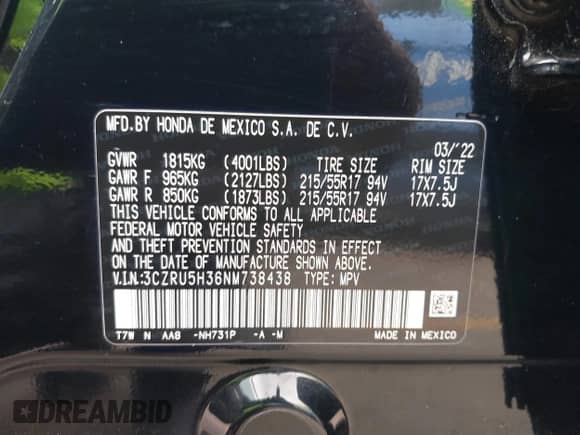 MFD.BY HONDA DE MEXICO S.A. DE C.V.
03/'22
GVWR 1815KG (4001LBS) TIRE SIZE RIM SIZE
GAWR F 965KG (2127LBS) 215/55R17 94V 17X7.5J
GAWR R 850KG (1873LBS) 215/55R17 94V 17X7.5J
THIS VEHICLE CONFORMS TO ALL APPLICABLE
FEDERAL MOTOR VEHICLE SAFETY
AND THEFT PREVENTION STANDARDS IN EFFECT
ON THE DATE OF MANUFACTURE SHOWN ABOVE.
V.I.N:3CZRU5H36NM738438 TYPE: MPV
T7W N AA8 -NH731P -A -M MADE IN MEXICO
DREAMBID